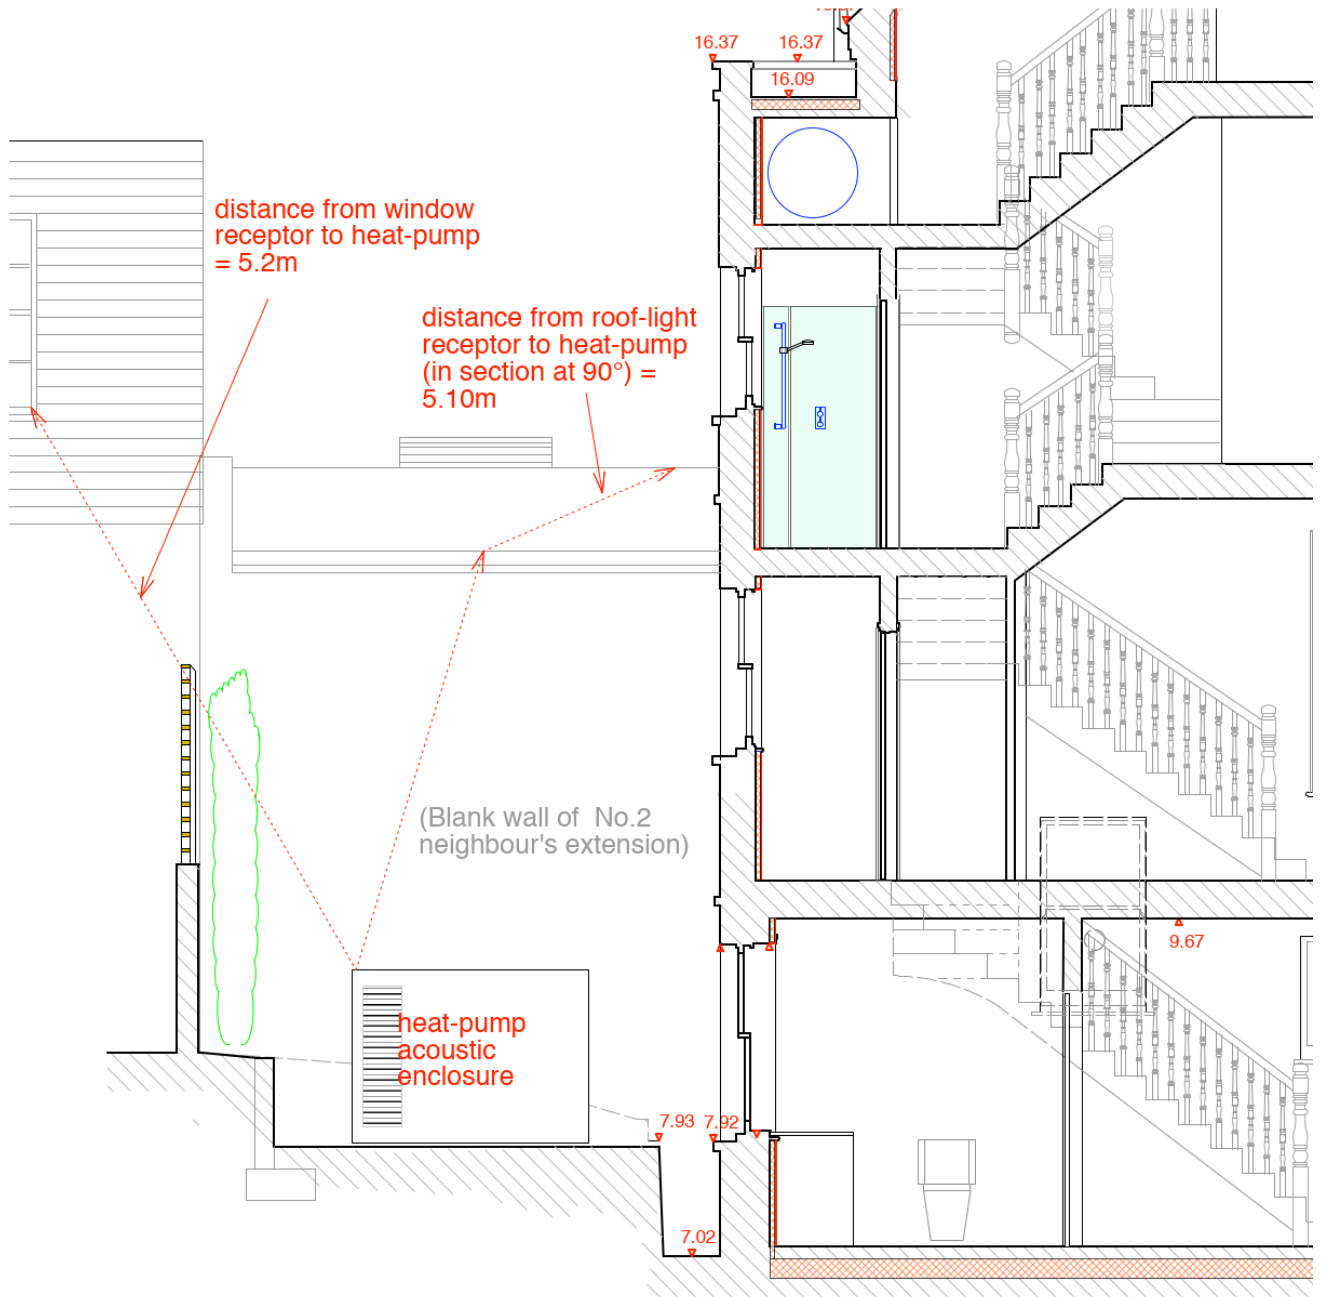 16.37
16.37
16.09
distance from window
receptor to heat-pump
= 5.2m
distance from roof-light
receptor to heat-pump
(in section at 90°) =
5.10m
(Blank wall of No.2
neighbour's extension)
9.67
heat-pump
acoustic
enclosure
7.93
7.92
7.02